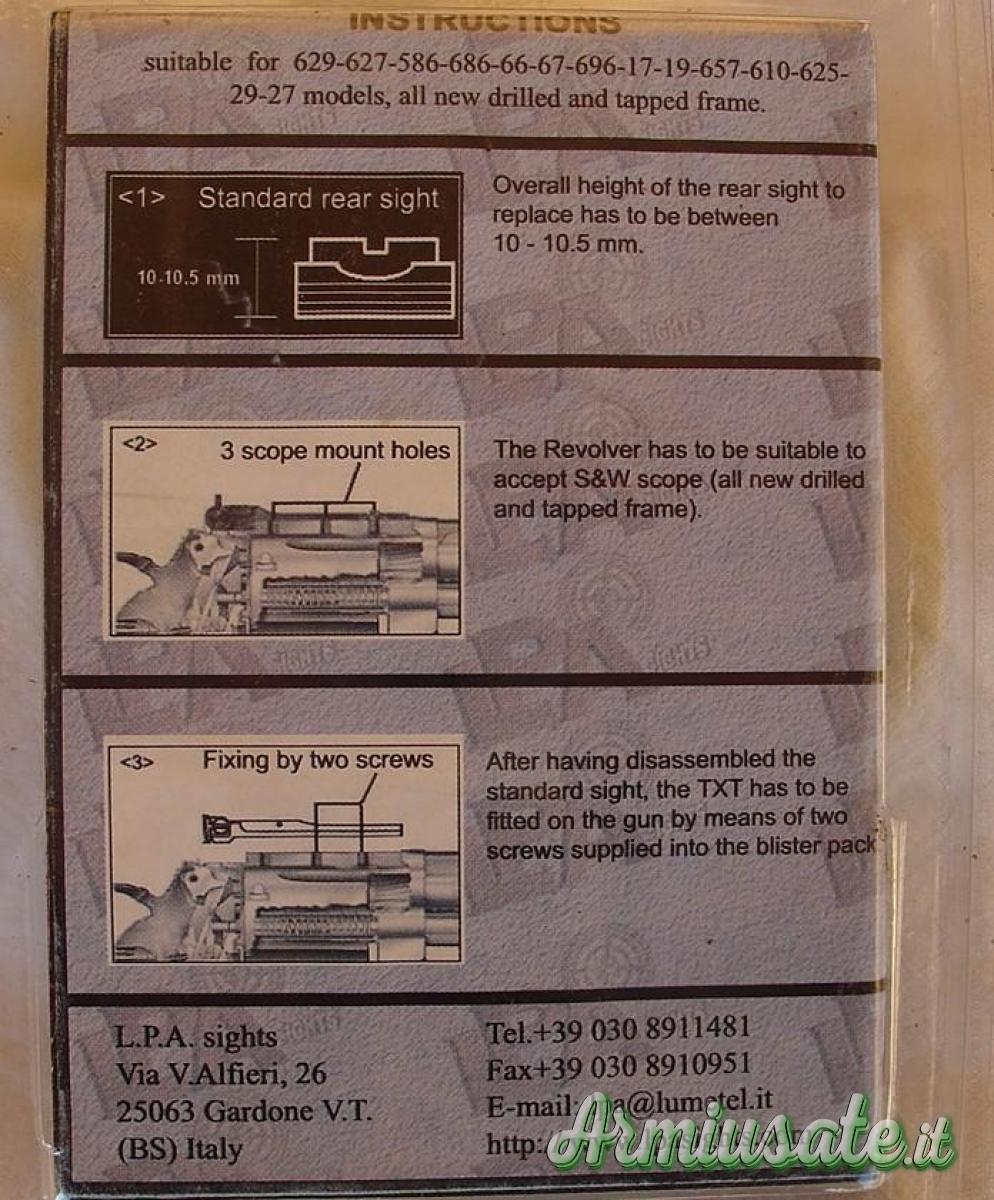 INSTRUCTIONS
suitable for 629-627-586-686-66-67-696-17-19-657-610-625-
29-27 models, all new drilled and tapped frame.
<1> Standard rear sight
10-10.5 mm
Overall height of the rear sight to
replace has to be between
10 - 10.5 mm.
<2> 3 scope mount holes
The Revolver has to be suitable to
accept S&W scope (all new drilled
and tapped frame).
<3> Fixing by two screws
After having disassembled the
standard sight, the TXT has to be
fitted on the gun by means of two
screws supplied into the blister pack
L.P.A. sights
Via V.Alfieri, 26
25063 Gardone V.T.
(BS) Italy
Tel.+39 030 8911481
Fax+39 030 8910951
E-mail: @lumetel.it
http:
Armiusate.it